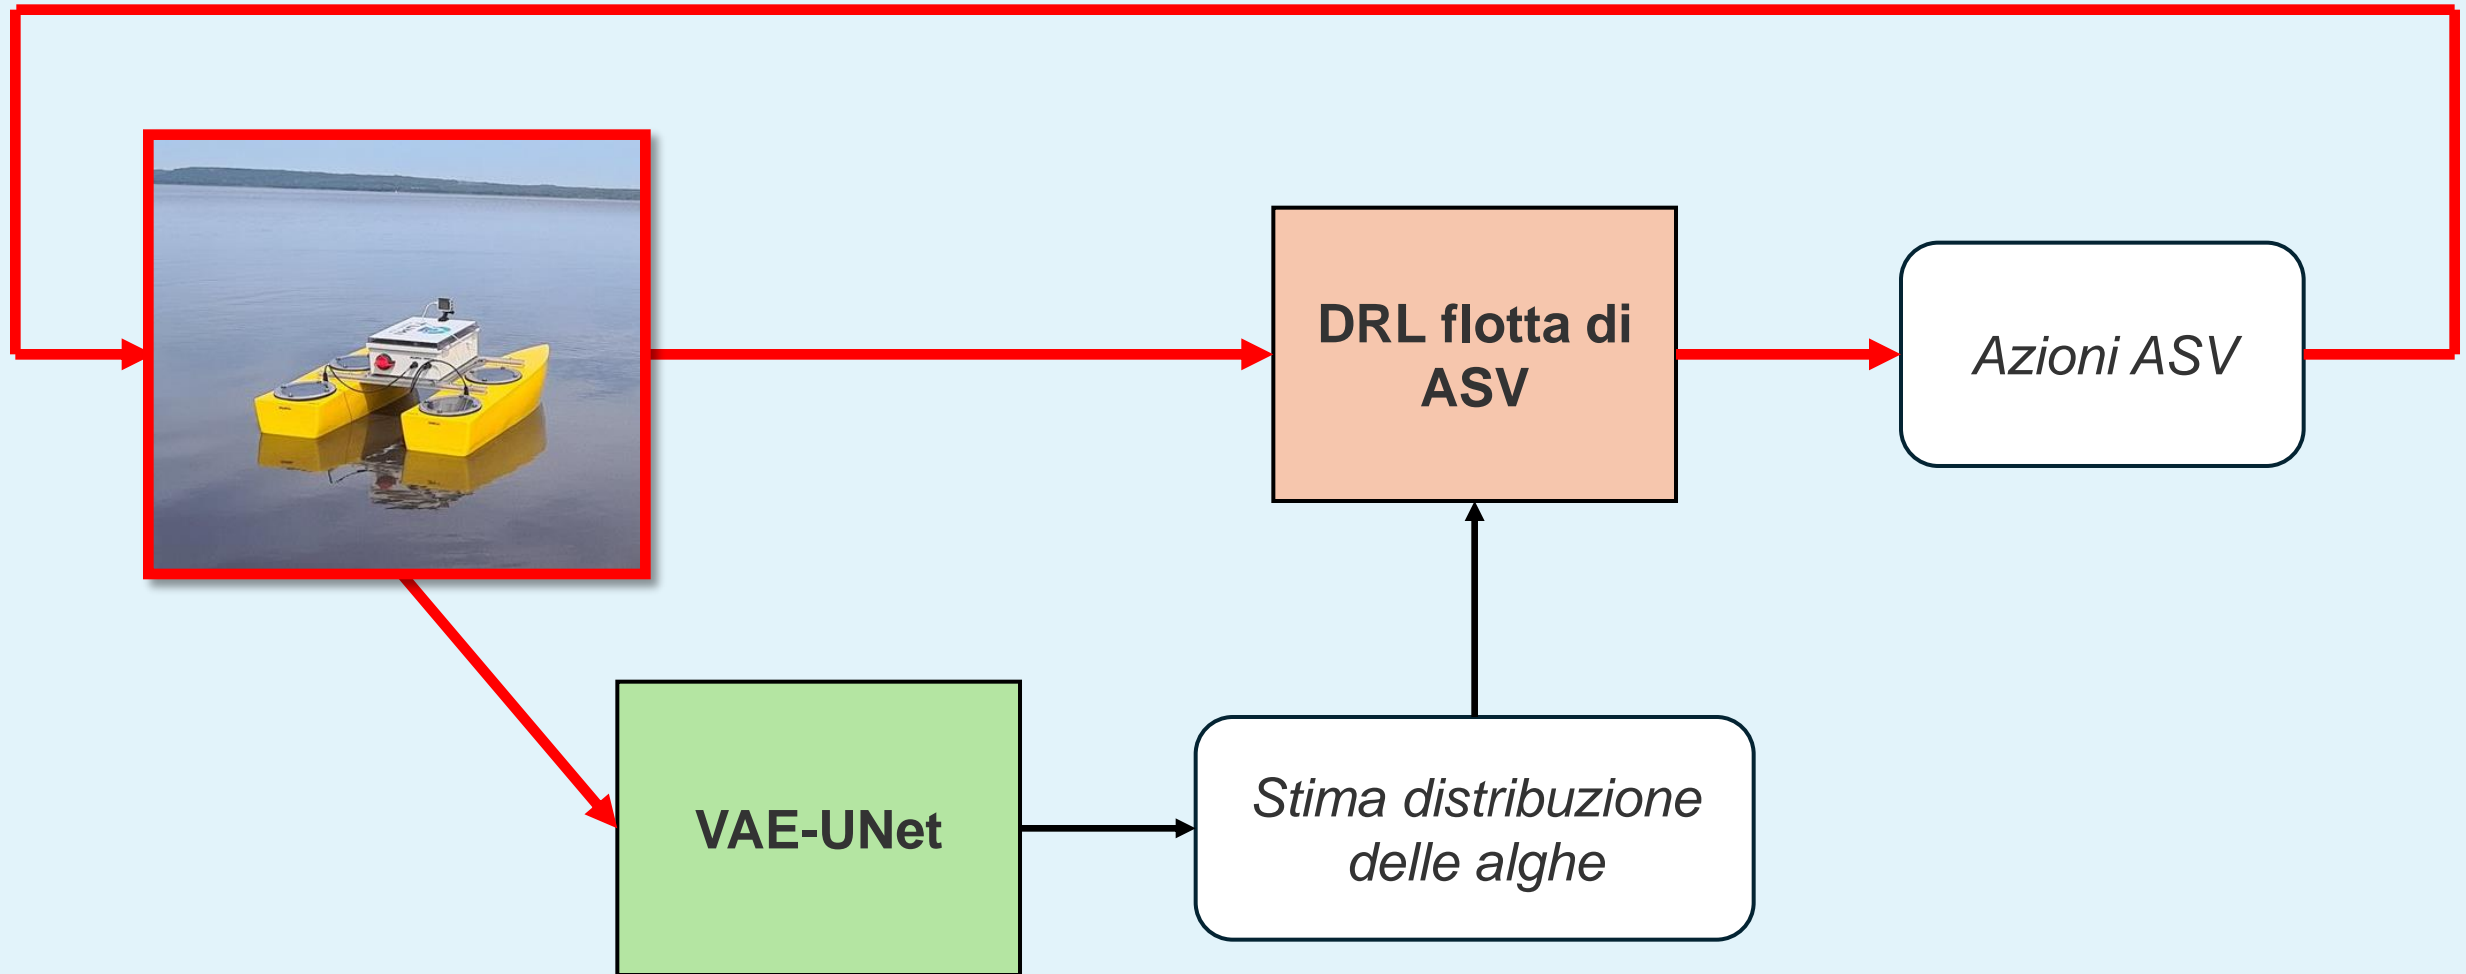 DRL flotta di
ASV
Azioni ASV
VAE-UNet
Stima distribuzione
delle alghe